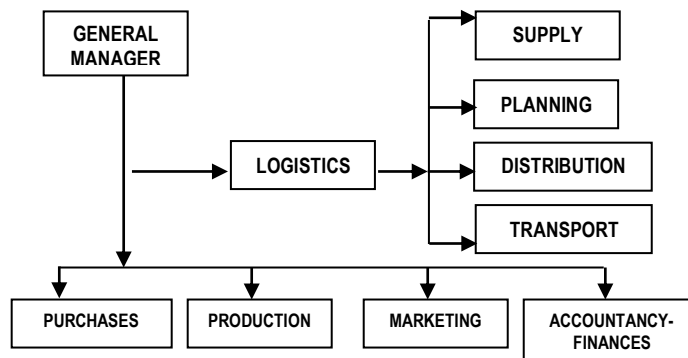 GENERAL
MANAGER
SUPPLY
PLANNING
LOGISTICS
DISTRIBUTION
TRANSPORT
PURCHASES
PRODUCTION
MARKETING
ACCOUNTANCY-
FINANCES